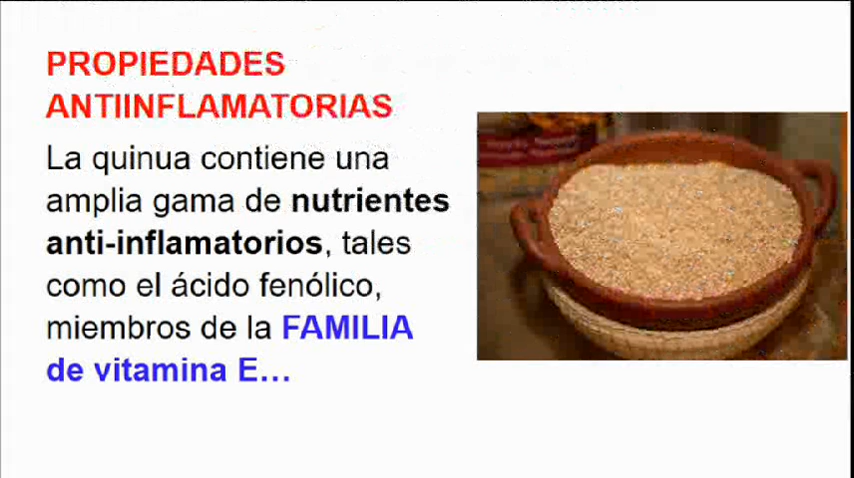 PROPIEDADES
ANTIINFLAMATORIAS
La quinua contiene una
amplia gama de nutrientes
anti-inflamatorios, tales
como el ácido fenólico,
miembros de la FAMILIA
de vitamina E...